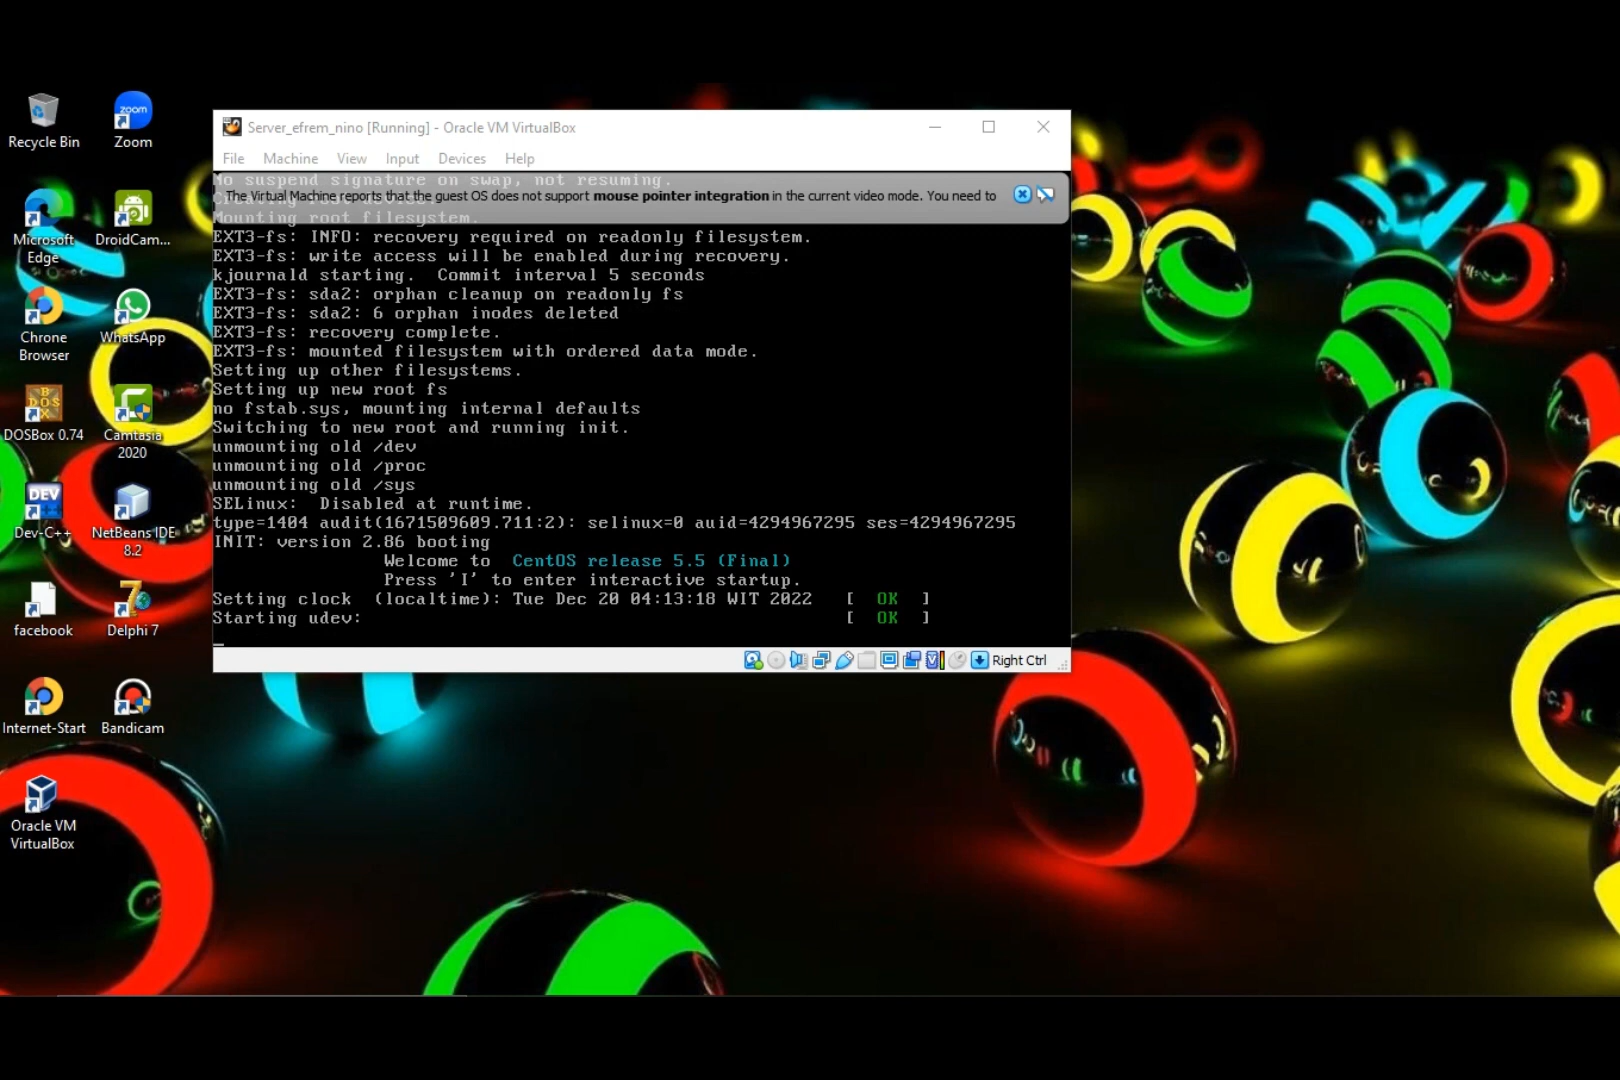 Recycle Bin
Zoom
Microsoft
Edge
DroidCam...
Chrone
Browser
WhatsApp
DOSBox 0.74
Camtasia
2020
Dev-C++
NetBeans IDE
8.2
facebook
Delphi 7
Internet-Start
Bandicam
Oracle VM
VirtualBox
Server_efrem_nino [Running] - Oracle VM VirtualBox
File Machine View Input Devices Help
No suspend signature on swap, not resuming.
The Virtual Machine reports that the guest OS does not support mouse pointer integration in the current video mode. You need to
Mounting root filesystem.
EXT3-fs: INFO: recovery required on readonly filesystem.
EXT3-fs: write access will be enabled during recovery.
kjournald starting.  Commit interval 5 seconds
EXT3-fs: sda2: orphan cleanup on readonly fs
EXT3-fs: sda2: 6 orphan inodes deleted
EXT3-fs: recovery complete.
EXT3-fs: mounted filesystem with ordered data mode.
Setting up other filesystems.
Setting up new root fs
no fstab.sys, mounting internal defaults
Switching to new root and running init.
unmounting old /dev
unmounting old /proc
unmounting old /sys
SELinux:  Disabled at runtime.
type=1404 audit(1671509609.711:2): selinux=0 auid=4294967295 ses=4294967295
INIT: version 2.86 booting
Welcome to  CentOS release 5.5 (Final)
Press 'I' to enter interactive startup.
Setting clock  (localtime): Tue Dec 20 04:13:18 WIT 2022 [  OK  ]
Starting udev: [  OK  ]
Right Ctrl